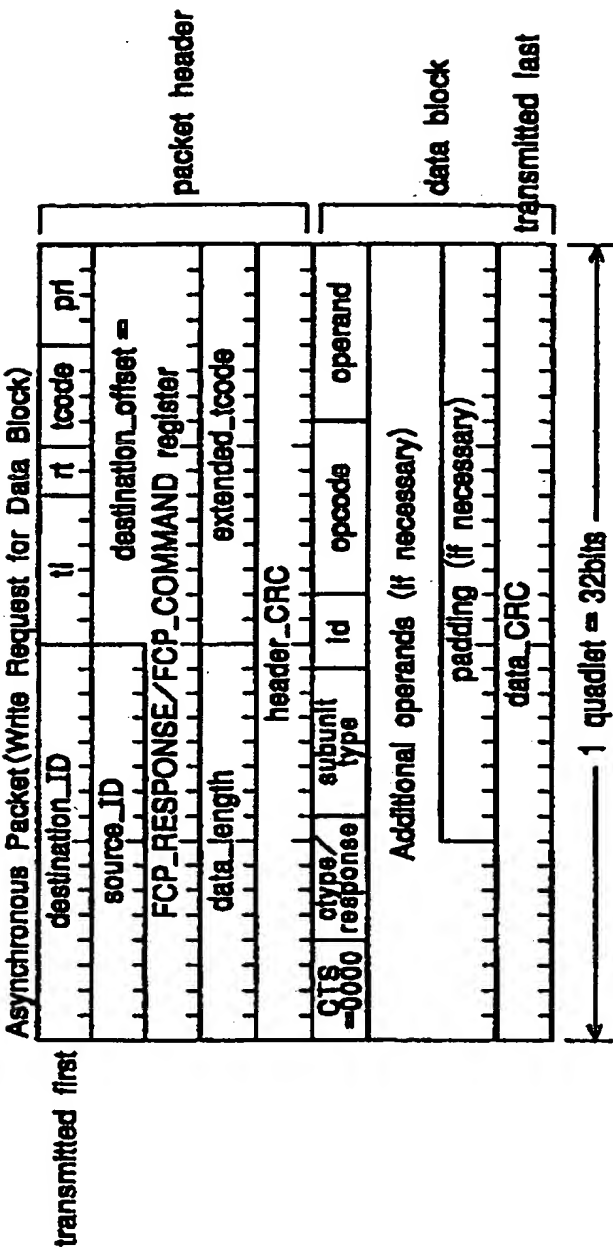 Asynchronous Packet(Write Request for Data Block)
transmitted first
destination_ID tl rt tcode pri
source_ID destination_offset =
FCP_RESPONSE/FCP_COMMAND register
data_length extended_tcode
header_CRC
packet header
CTS =0000 ctype/ response subunit type id opcode operand
Additional operands (if necessary)
padding (if necessary)
data_CRC
data block
transmitted last
1 quadlet = 32bits